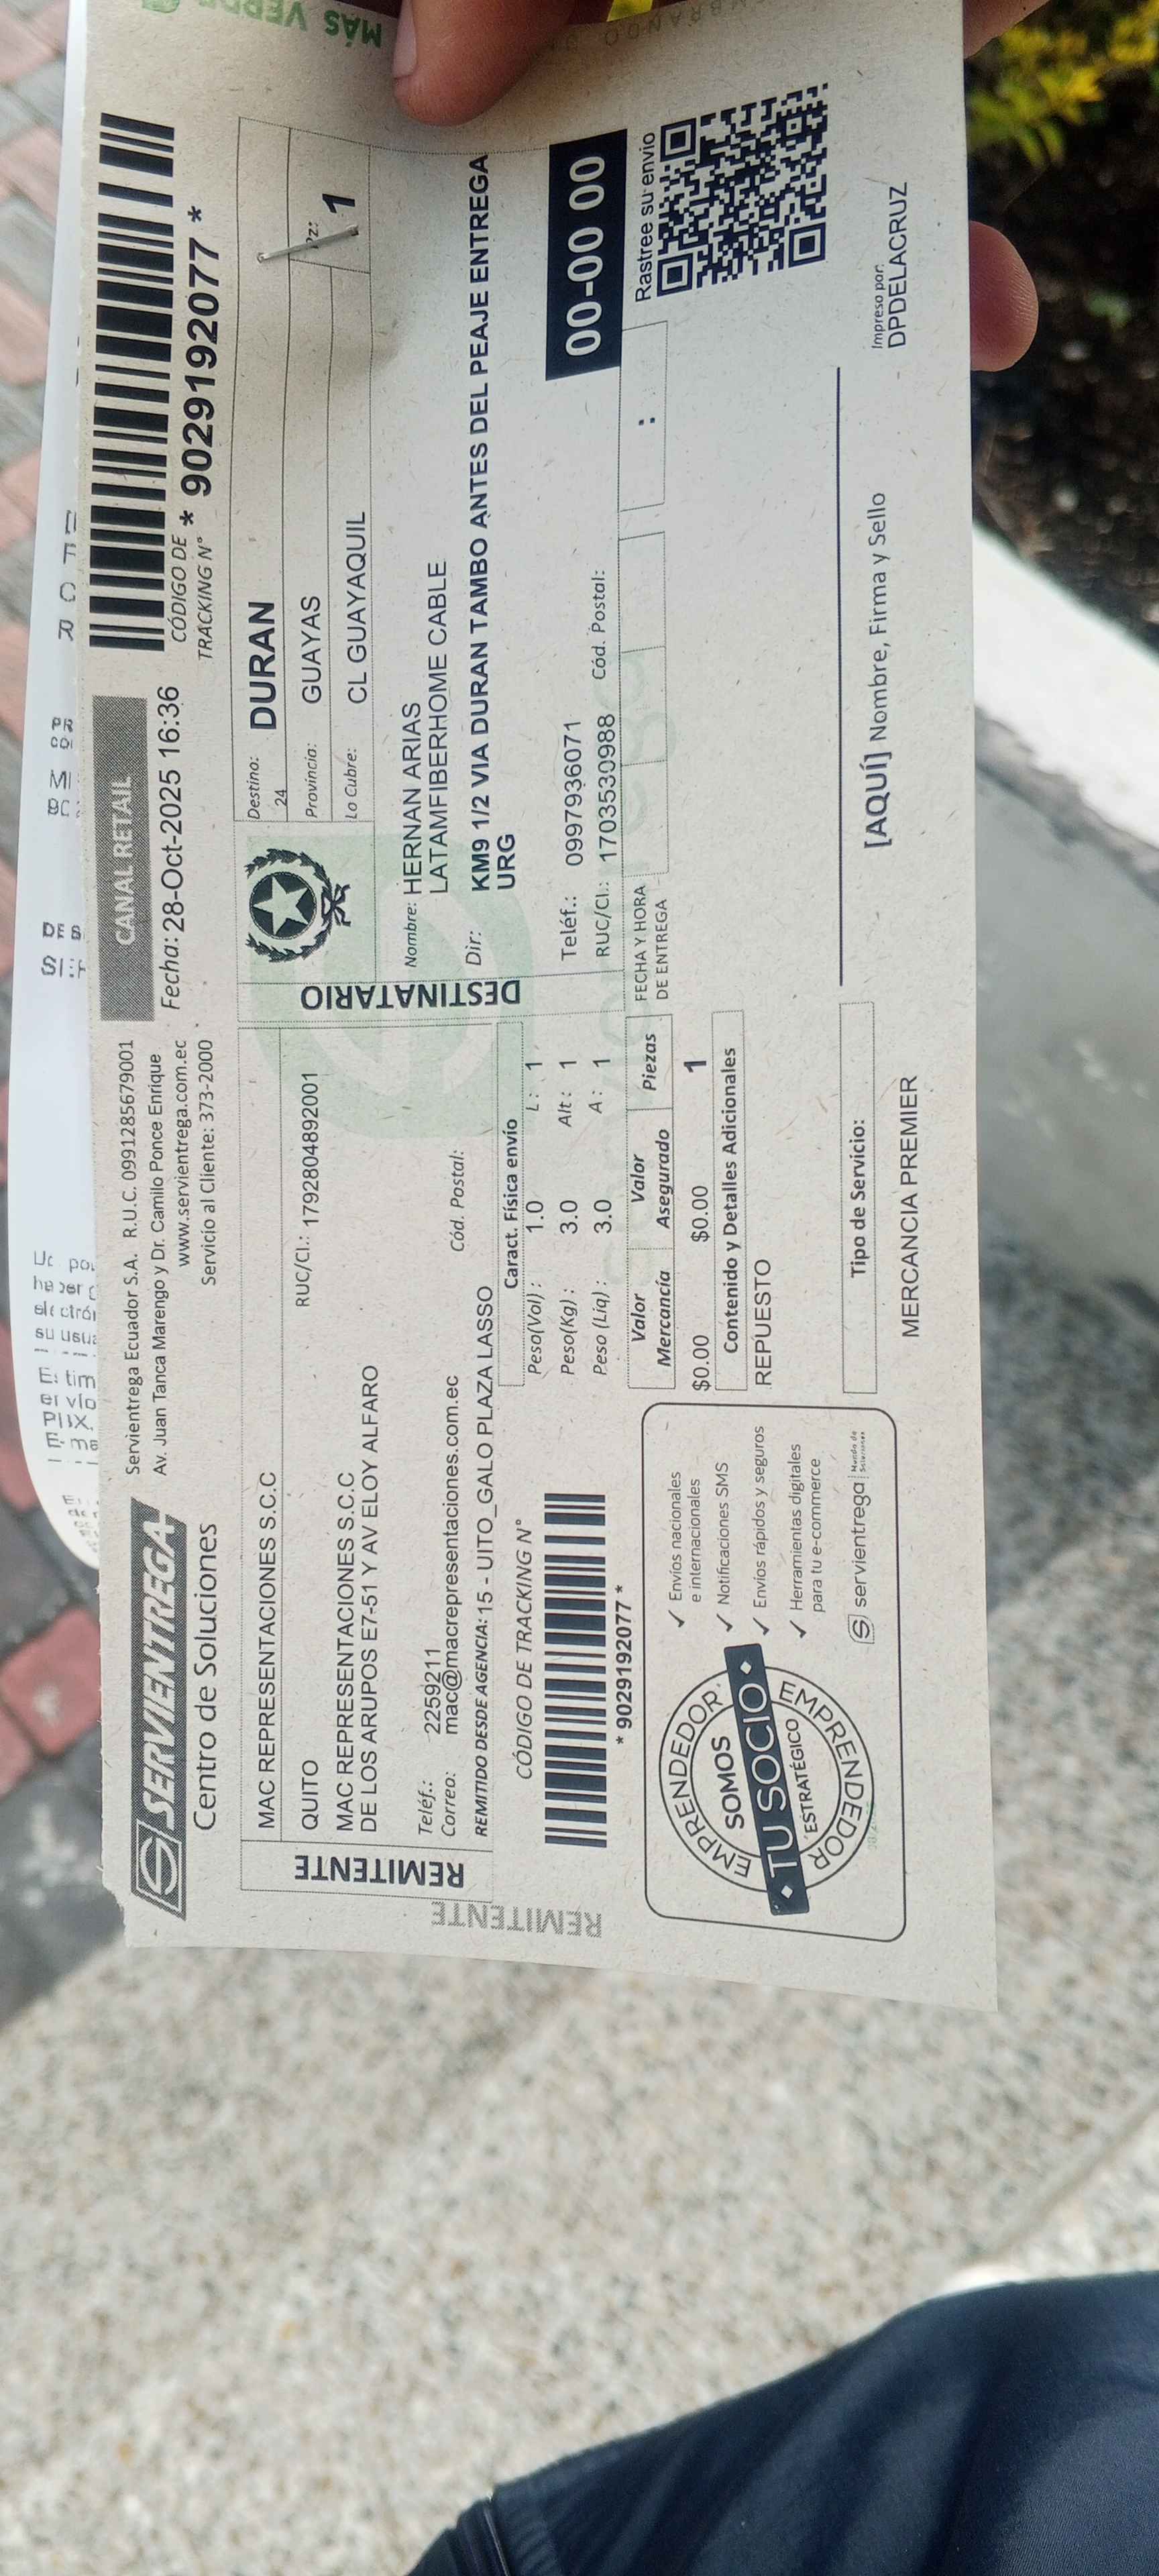 MÁS VERDE
SERVIENTREGA
Centro de Soluciones
Servientrega Ecuador S.A. R.U.C. 0991285679001
Av. Juan Tanca Marengo y Dr. Camilo Ponce Enrique
www.servientrega.com.ec
Servicio al Cliente: 373-2000
CANAL RETAIL
Fecha: 28-Oct-2025 16:36
CÓDIGO DE TRACKING N° * 9029192077 *
REMITENTE
REMITENTE
MAC REPRESENTACIONES S.C.C
QUITO RUC/CI.: 1792804892001
MAC REPRESENTACIONES S.C.C
DE LOS ARUPOS E7-51 Y AV ELOY ALFARO
Teléf.: 2259211 Cód. Postal:
Correo: mac@macrepresentaciones.com.ec
REMITIDO DESDE AGENCIA: 15 - UITO_GALO PLAZA LASSO
CÓDIGO DE TRACKING N°
* 9029192077 *
Caract. Física envío
Peso(Vol) : 1.0 L : 1
Peso(Kg) : 3.0 Alt : 1
Peso (Liq) : 3.0 A : 1
Valor Mercancía Valor Asegurado Piezas
$0.00 $0.00 1
Contenido y Detalles Adicionales
REPUESTO
Tipo de Servicio:
MERCANCIA PREMIER
EMPRENDEDOR
SOMOS
TU SOCIO
ESTRATÉGICO
EMPRENDEDOR
✓ Envíos nacionales
e internacionales
✓ Notificaciones SMS
✓ Envíos rápidos y seguros
✓ Herramientas digitales
para tu e-commerce
servientrega
DESTINATARIO
Destino: DURAN
24
Provincia: GUAYAS
Lo Cubre: CL GUAYAQUIL
Pz: 1
Nombre: HERNAN ARIAS
LATAMFIBERHOME CABLE
Dir: KM9 1/2 VIA DURAN TAMBO ANTES DEL PEAJE ENTREGA
URG
Teléf.: 0997936071
RUC/CI.: 1703530988 Cód. Postal:
00-00 00
FECHA Y HORA
DE ENTREGA
:
Rastree su envio
[AQUÍ] Nombre, Firma y Sello
Impreso por:
DPDELACRUZ